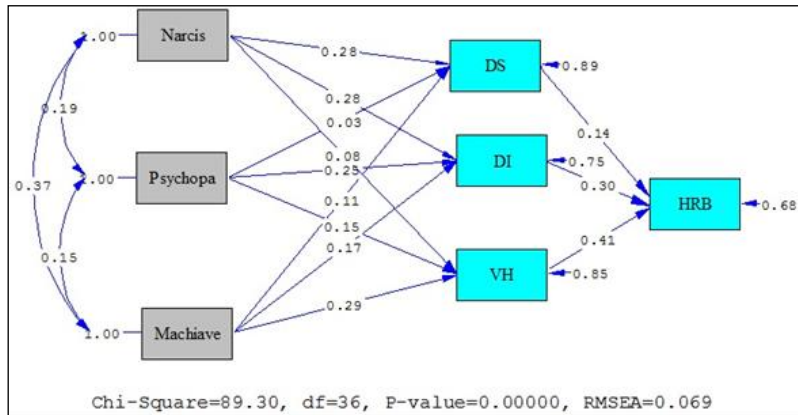 1.00
Narcis
0.28
DS
0.89
0.19
0.28
0.03
0.14
0.08
0.25
DI
0.75
0.37
1.00
Psychopa
0.30
HRB
0.68
0.11
0.15
0.17
0.41
0.15
0.29
VH
0.85
1.00
Machiave
Chi-Square=89.30, df=36, P-value=0.00000, RMSEA=0.069